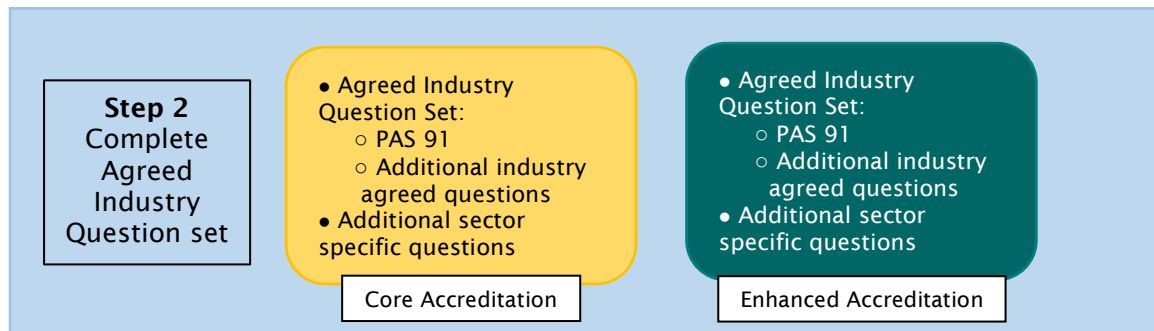 Step 2
Complete
Agreed
Industry
Question set
● Agreed Industry
Question Set:
○ PAS 91
○ Additional industry
agreed questions
● Additional sector
specific questions
Core Accreditation
● Agreed Industry
Question Set:
○ PAS 91
○ Additional industry
agreed questions
● Additional sector
specific questions
Enhanced Accreditation